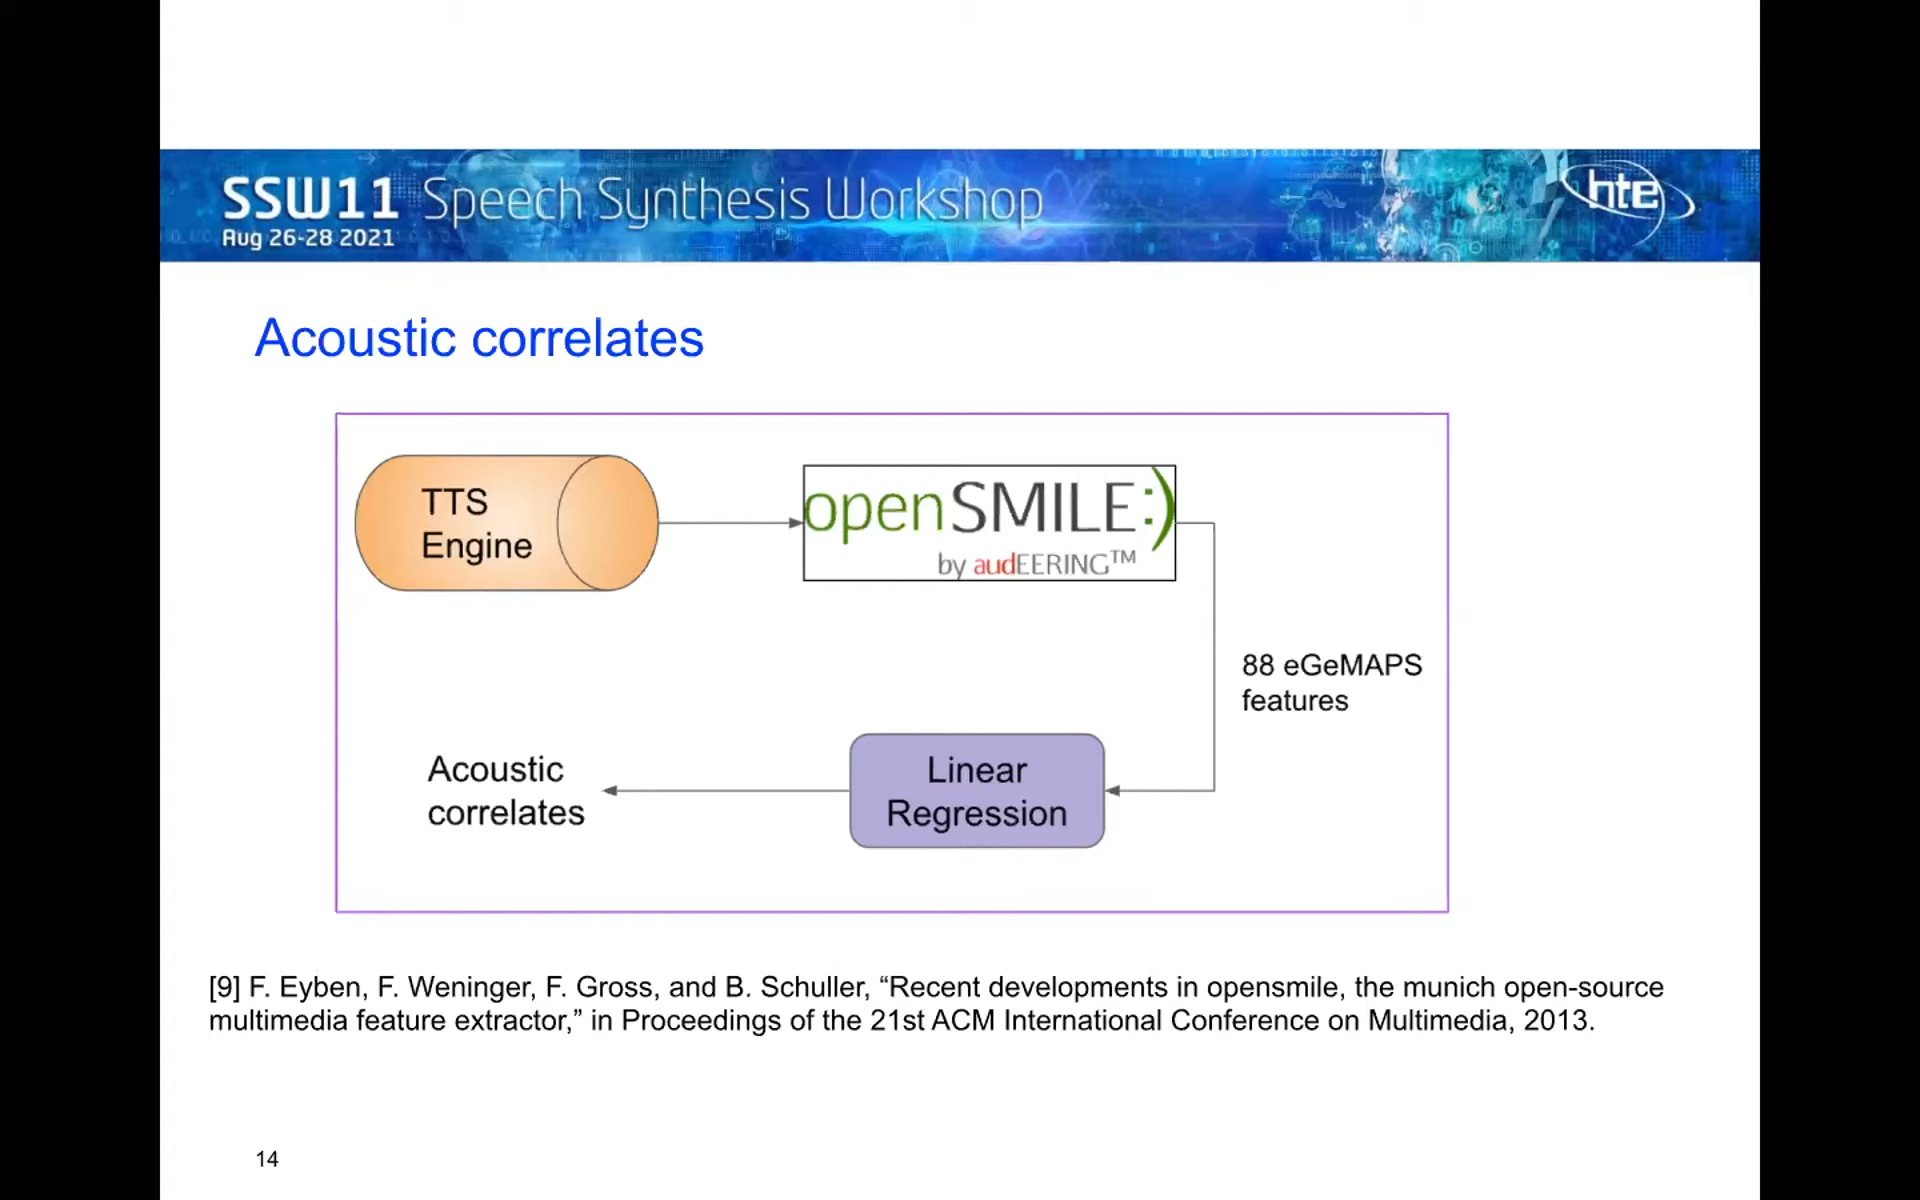 SSW11 Speech Synthesis Workshop
Aug 26-28 2021
hte
Acoustic correlates
TTS
Engine
openSMILE:)
by audEERING™
88 eGeMAPS
features
Linear
Regression
Acoustic
correlates
[9] F. Eyben, F. Weninger, F. Gross, and B. Schuller, “Recent developments in opensmile, the munich open-source
multimedia feature extractor,” in Proceedings of the 21st ACM International Conference on Multimedia, 2013.
14